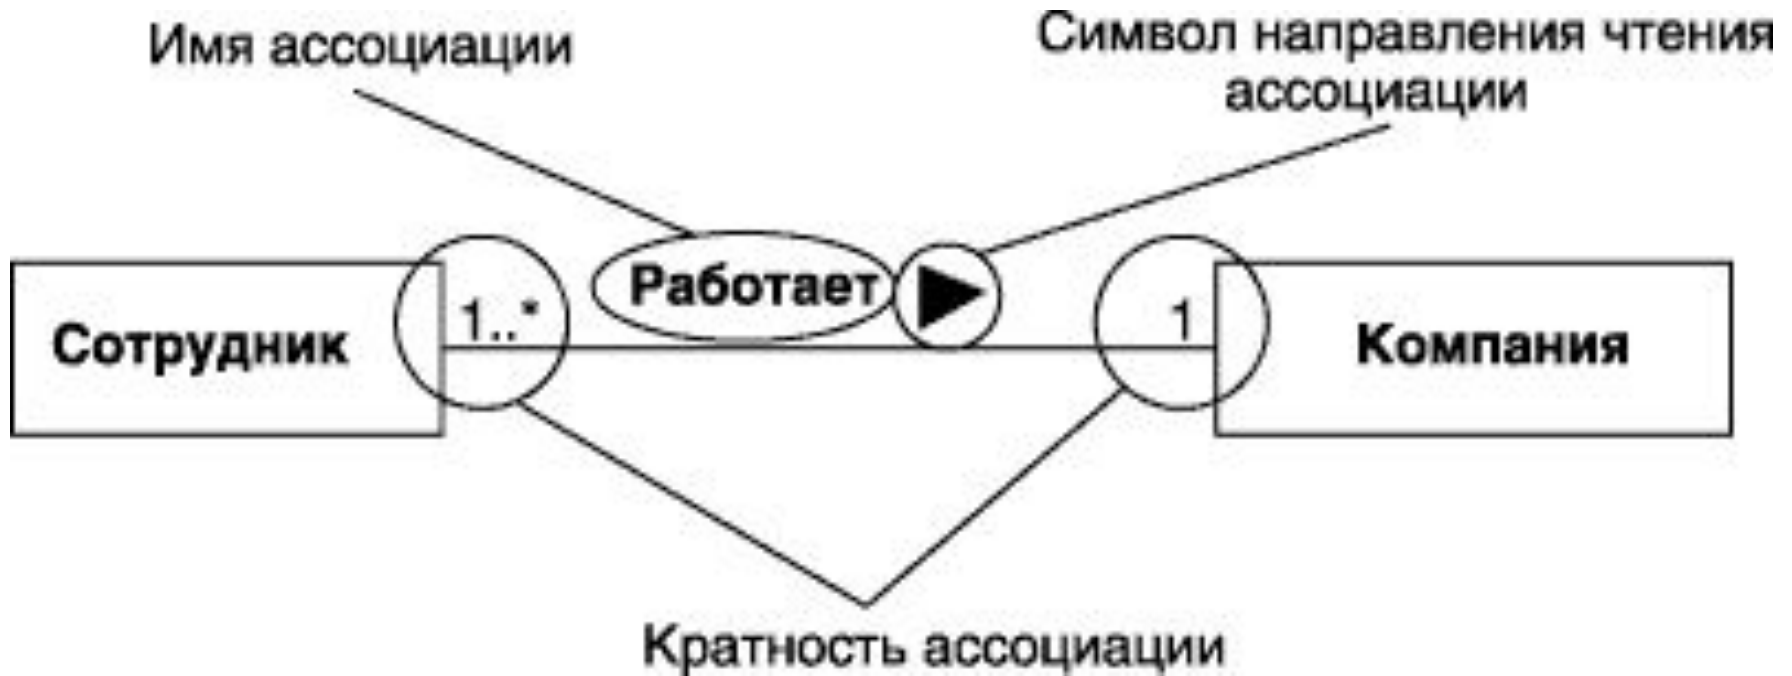 Имя ассоциации
Символ направления чтения
ассоциации
Работает
1..*
1
Сотрудник
Компания
Кратность ассоциации